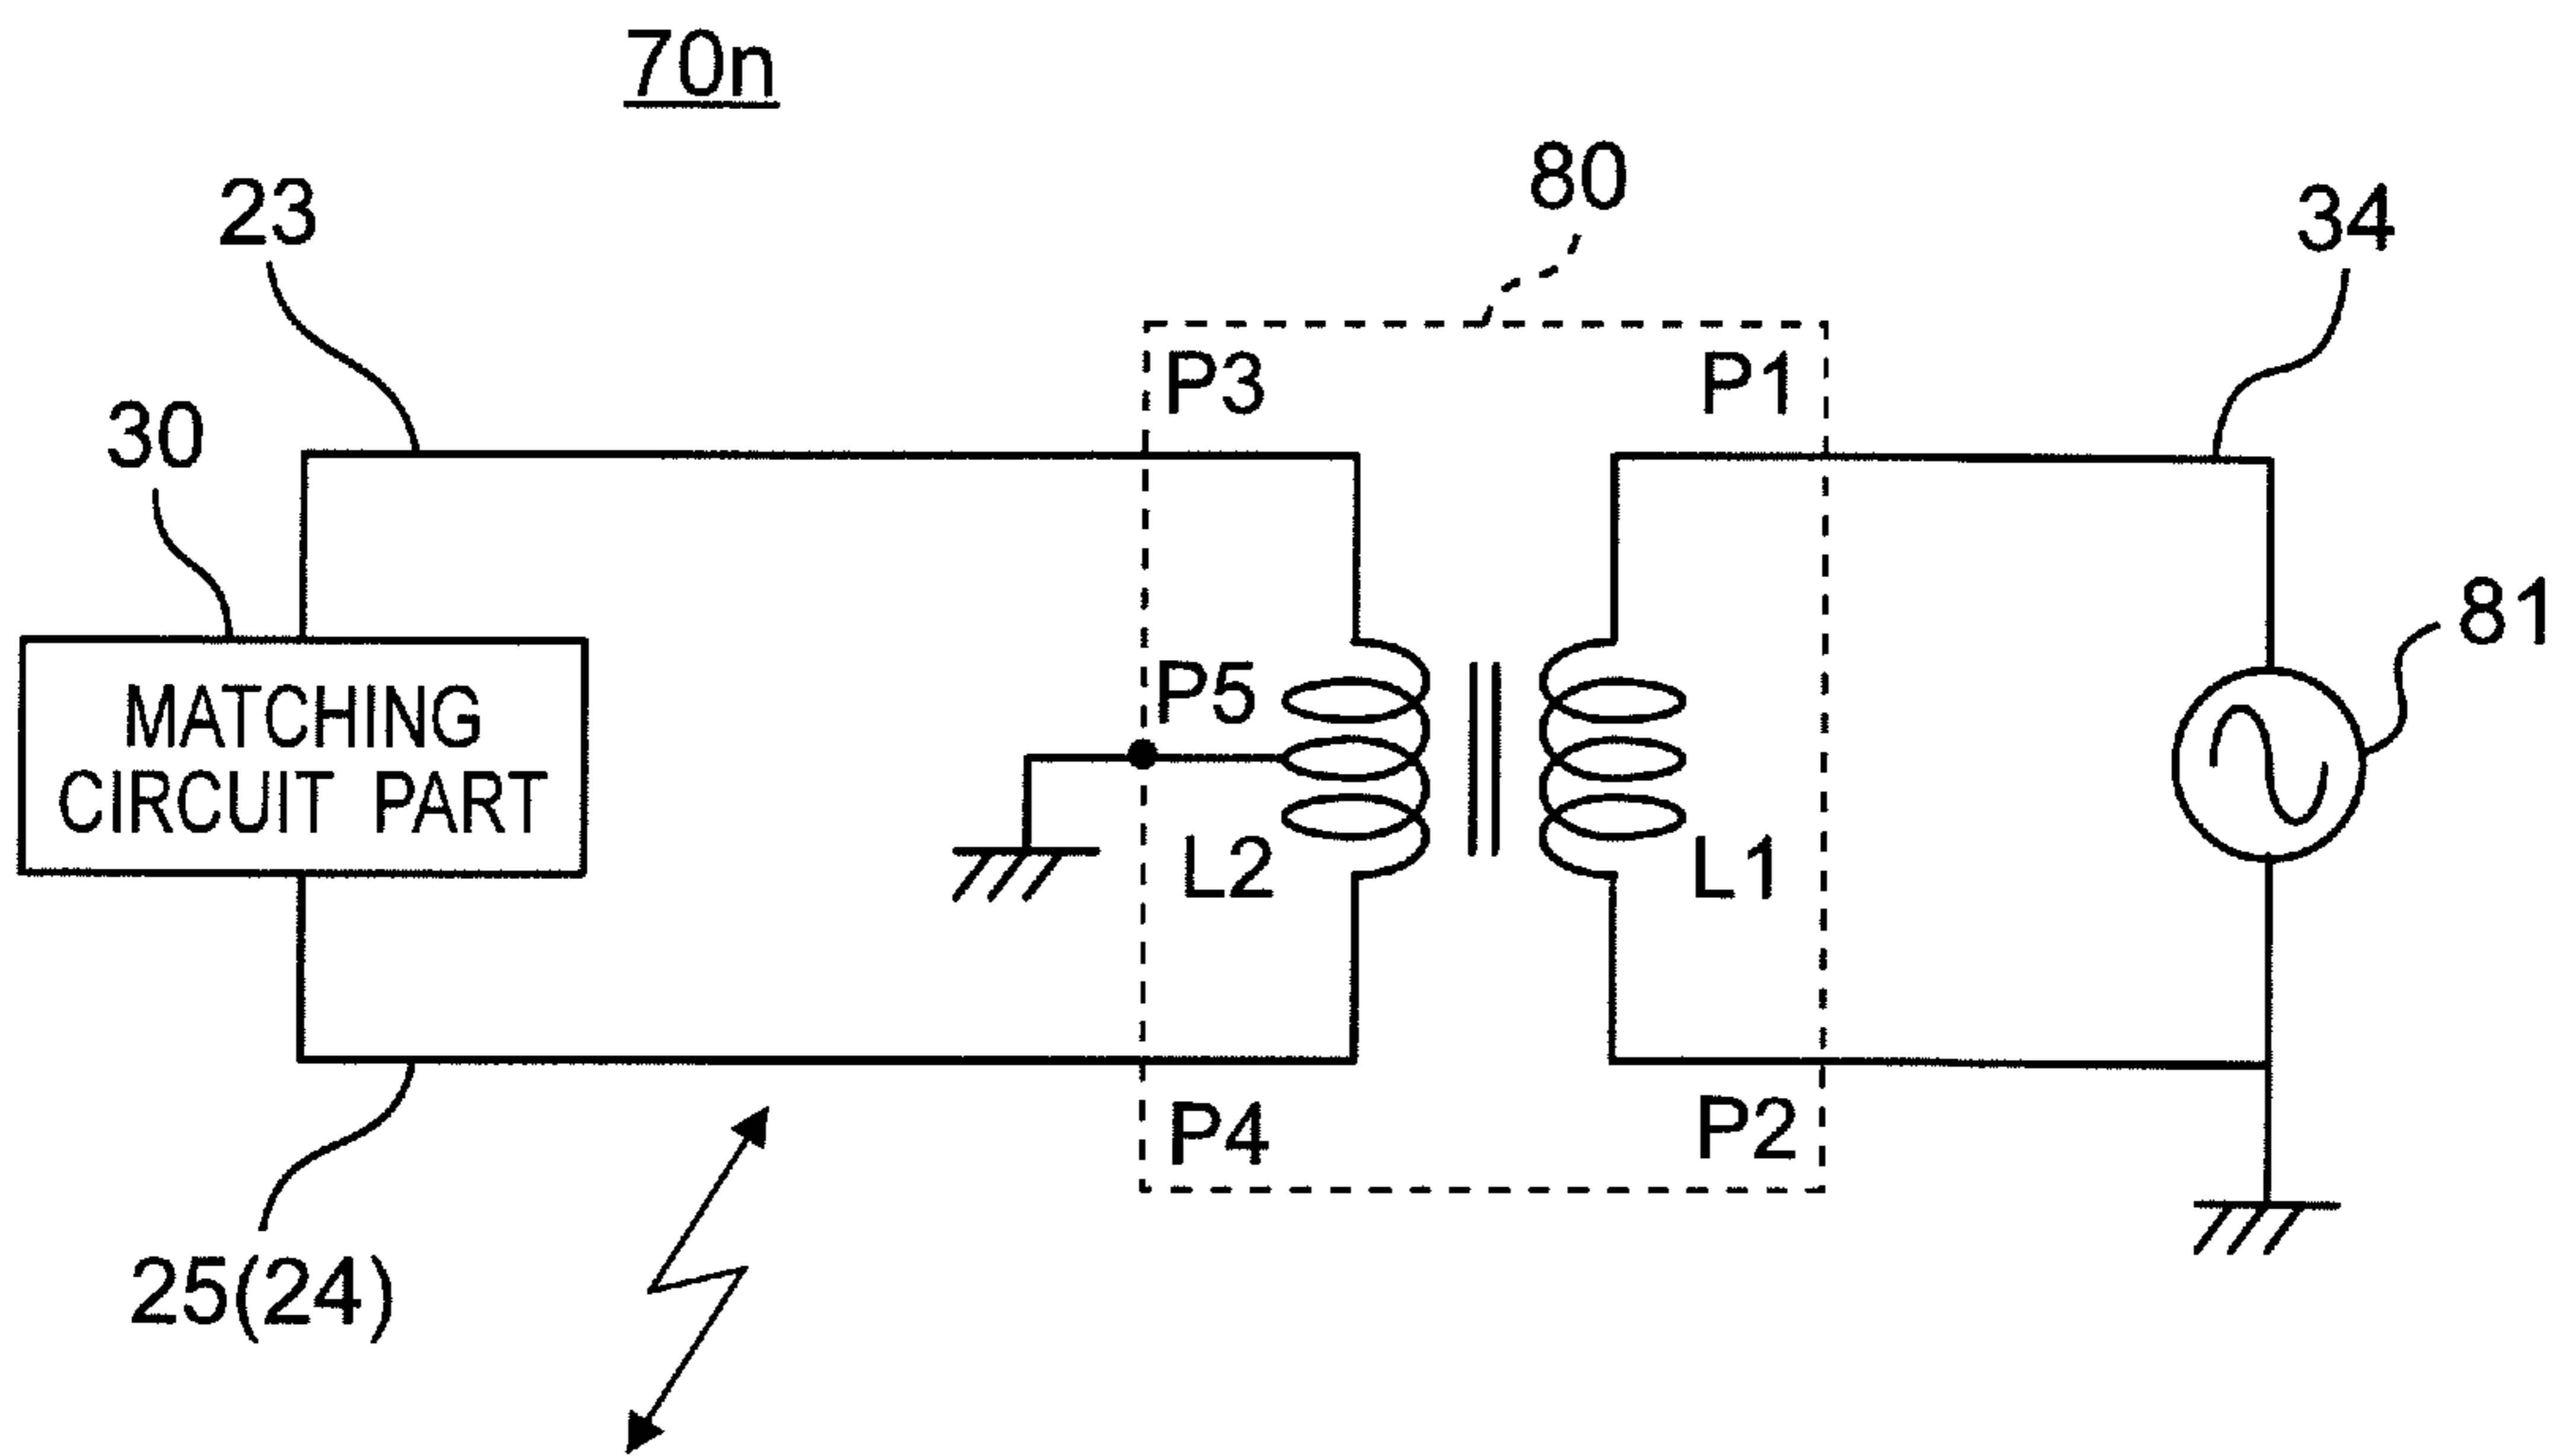 70n
80
34
23
P3
P1
30
81
P5
MATCHING
CIRCUIT PART
L2
L1
P4
P2
25(24)